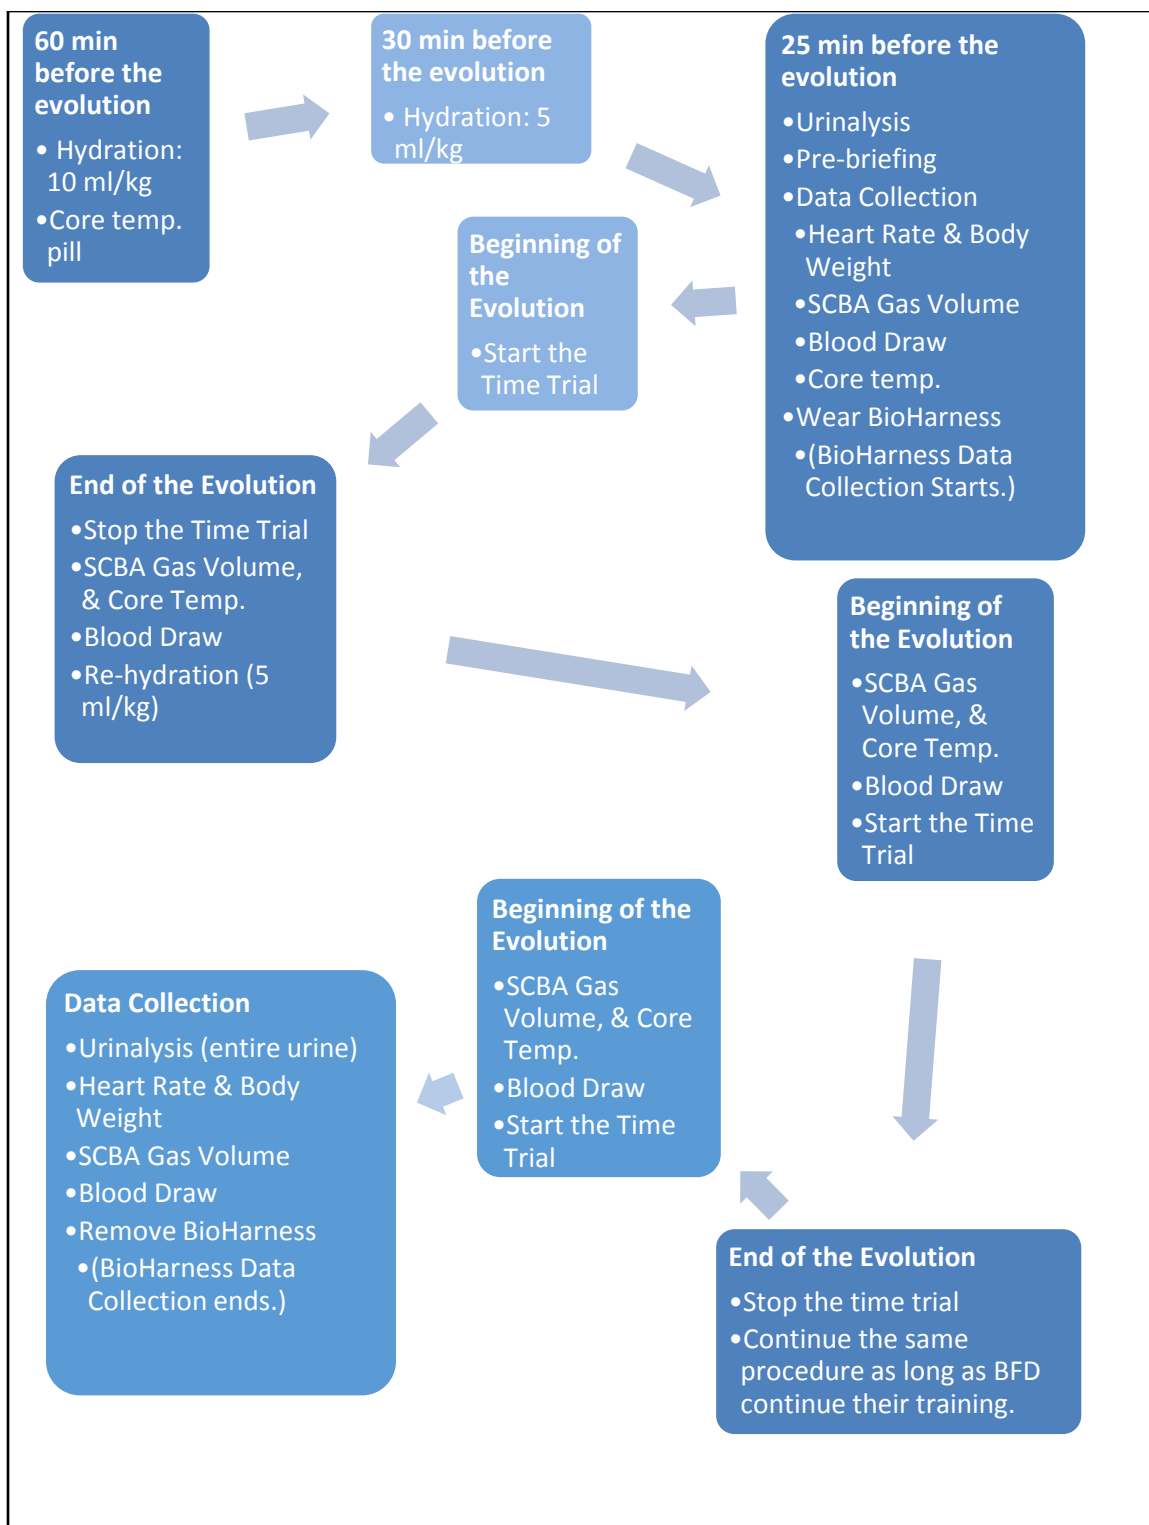 60 min
before the
evolution
• Hydration:
10 ml/kg
•Core temp.
pill
30 min before
the evolution
• Hydration: 5
ml/kg
25 min before the
evolution
•Urinalysis
•Pre-briefing
•Data Collection
•Heart Rate & Body
Weight
•SCBA Gas Volume
•Blood Draw
•Core temp.
•Wear BioHarness
•(BioHarness Data
Collection Starts.)
Beginning of
the
Evolution
•Start the
Time Trial
End of the Evolution
•Stop the Time Trial
•SCBA Gas Volume,
& Core Temp.
•Blood Draw
•Re-hydration (5
ml/kg)
Beginning of
the Evolution
•SCBA Gas
Volume, &
Core Temp.
•Blood Draw
•Start the Time
Trial
End of the Evolution
•Stop the time trial
•Continue the same
procedure as long as BFD
continue their training.
Beginning of the
Evolution
•SCBA Gas
Volume, & Core
Temp.
•Blood Draw
•Start the Time
Trial
Data Collection
•Urinalysis (entire urine)
•Heart Rate & Body
Weight
•SCBA Gas Volume
•Blood Draw
•Remove BioHarness
•(BioHarness Data
Collection ends.)